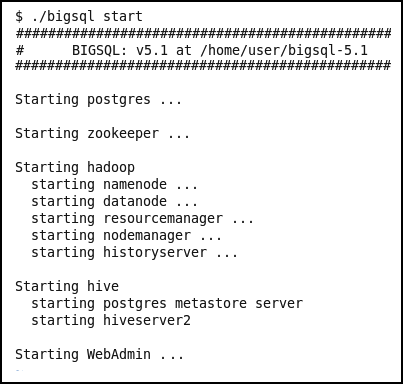 $ ./bigsql start
###############################################
#      BIGSQL: v5.1 at /home/user/bigsql-5.1
###############################################
Starting postgres ...
Starting zookeeper ...
Starting hadoop
  starting namenode ...
  starting datanode ...
  starting resourcemanager ...
  starting nodemanager ...
  starting historyserver ...
Starting hive
  starting postgres metastore server
  starting hiveserver2
Starting WebAdmin ...